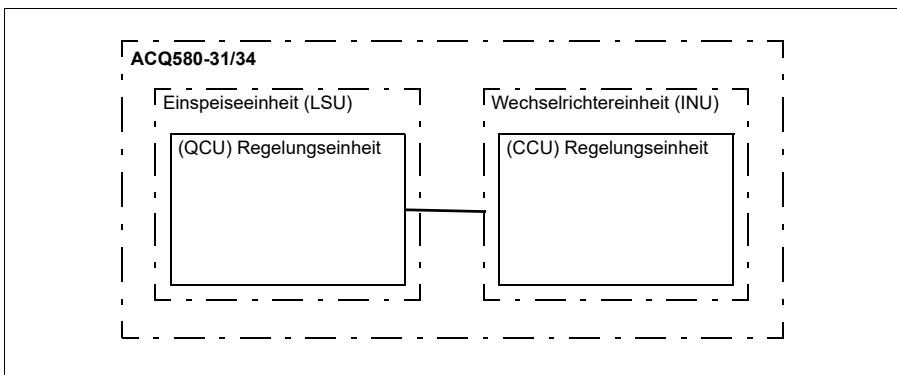 ACQ580-31/34
Einspeiseeinheit (LSU)
Wechselrichtereinheit (INU)
(QCU) Regelungseinheit
(CCU) Regelungseinheit